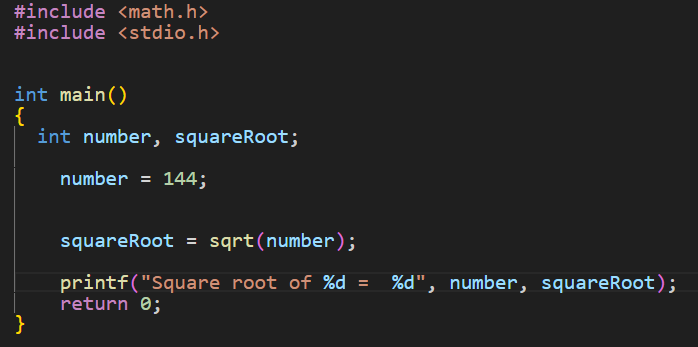 #include <math.h>
#include <stdio.h>
int main()
{
  int number, squareRoot;
    number = 144;
    squareRoot = sqrt(number);
    printf("Square root of %d =  %d", number, squareRoot);
    return 0;
}